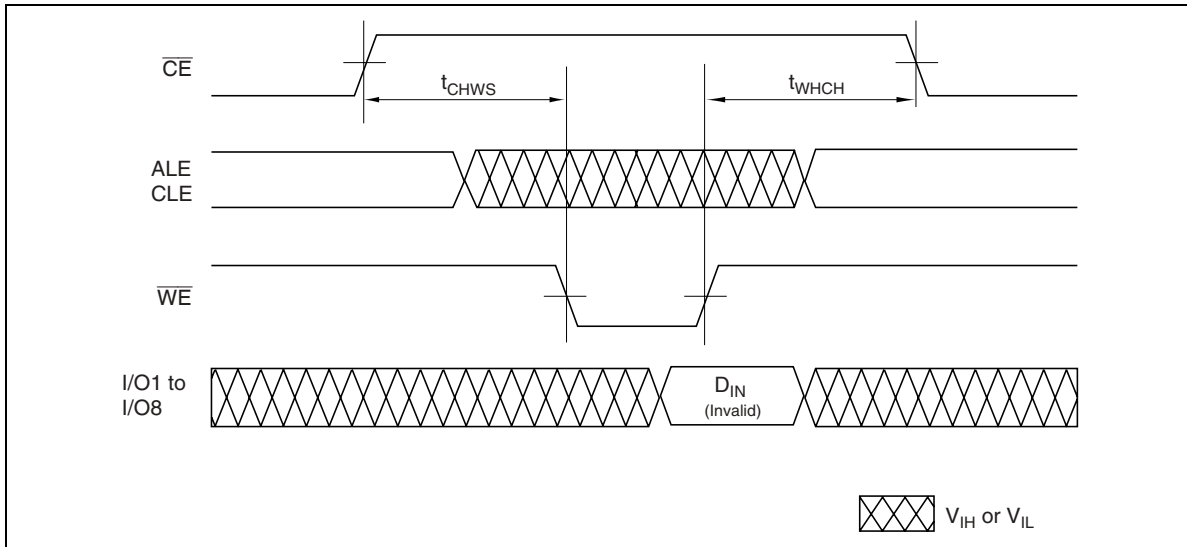 CE
tCHWS
tWHCH
ALE
CLE
WE
I/O1 to
I/O8
DIN
(Invalid)
VIH or VIL